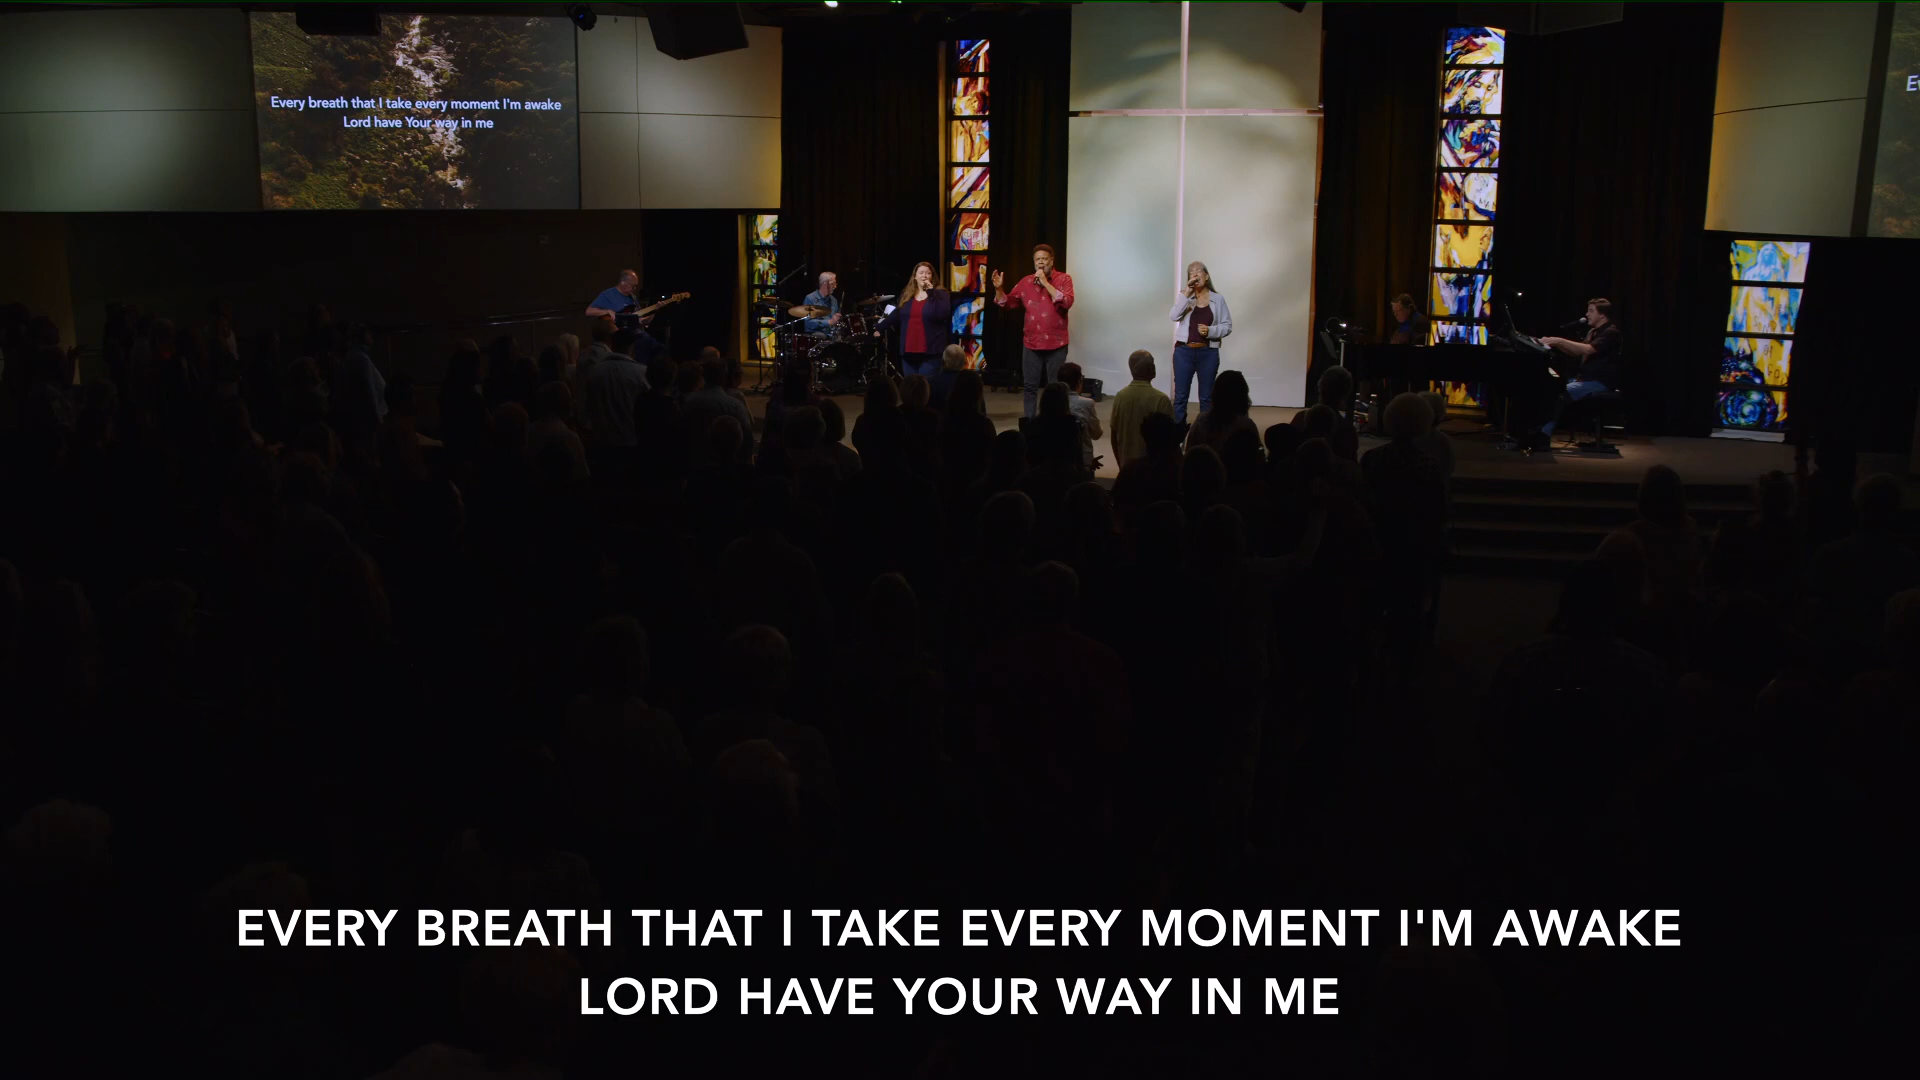 Every breath that I take every moment I'm awake
Lord have Your way in me
EVERY BREATH THAT I TAKE EVERY MOMENT I'M AWAKE
LORD HAVE YOUR WAY IN ME